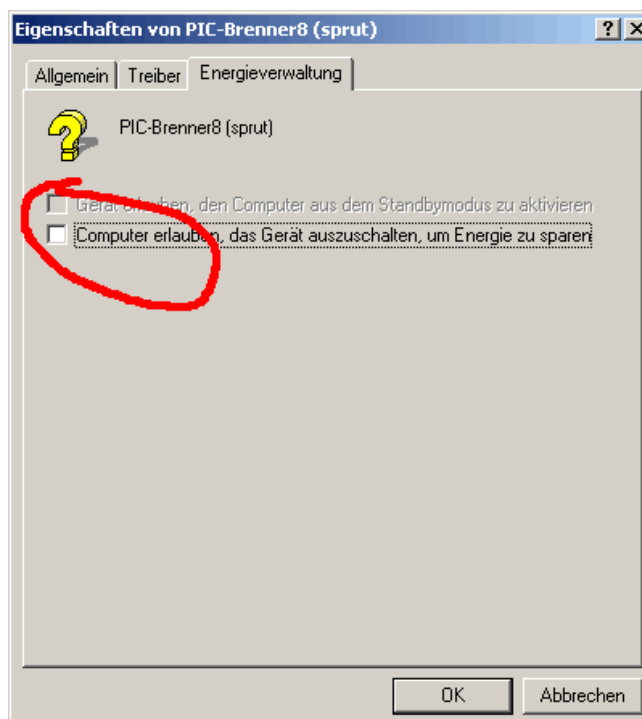 Eigenschaften von PIC-Brenner8 (sprut)
Allgemein Treiber Energieverwaltung
PIC-Brenner8 (sprut)
Gerät erlauben, den Computer aus dem Standbymodus zu aktivieren
Computer erlauben, das Gerät auszuschalten, um Energie zu sparen
OK Abbrechen